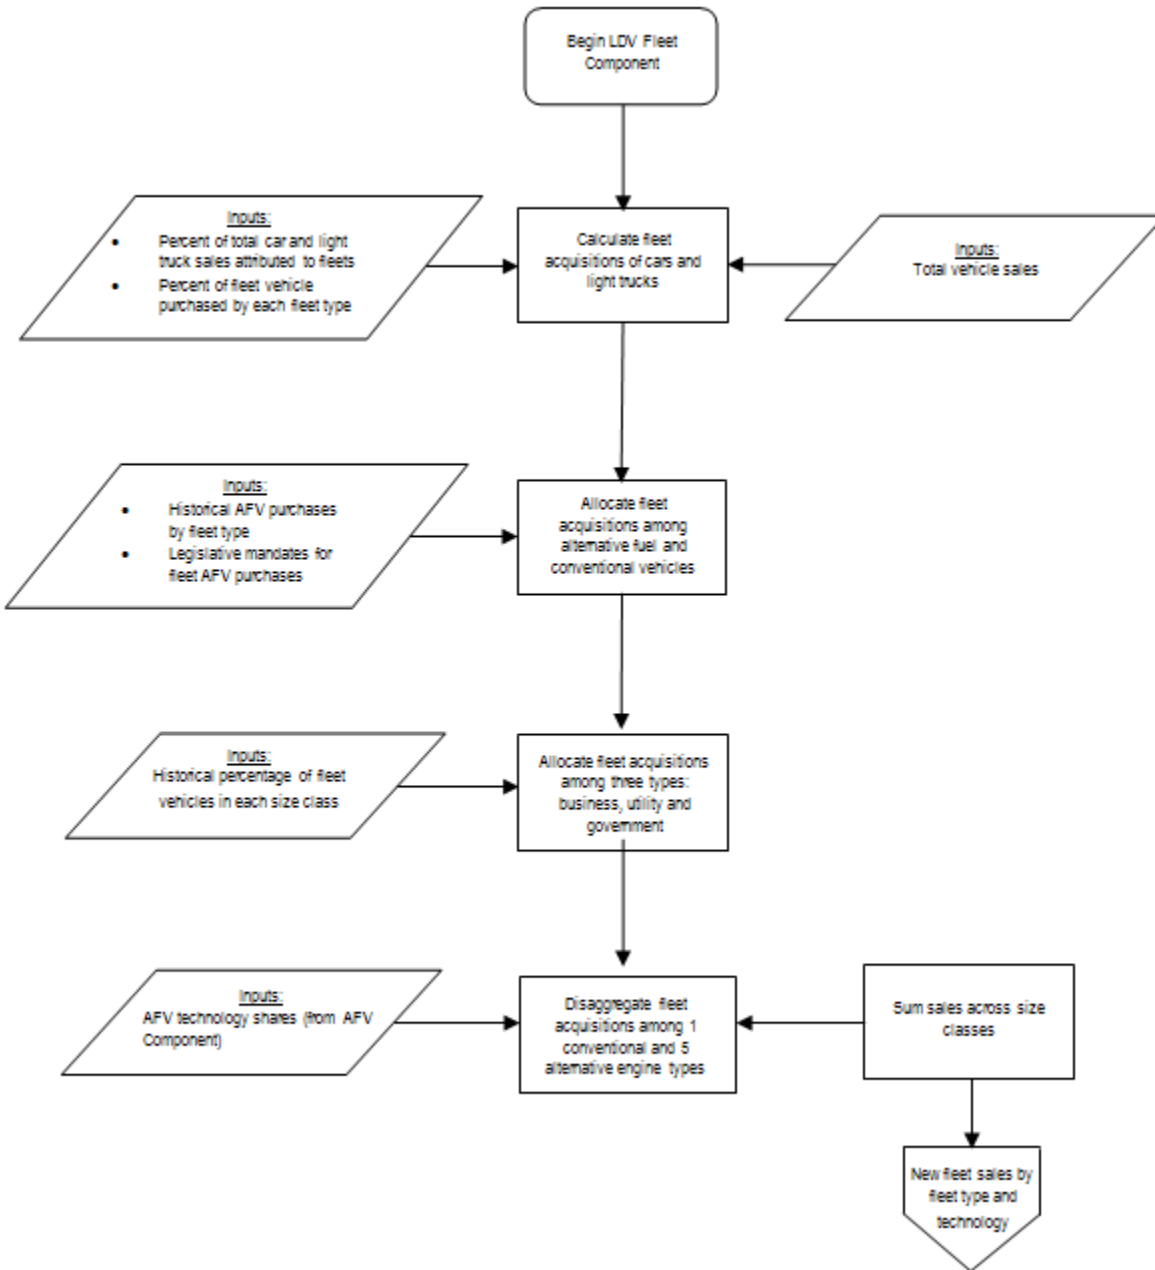 Begin LDV Fleet
Component
Inputs:
• Percent of total car and light
truck sales attributed to fleets
• Percent of fleet vehicle
purchased by each fleet type
Calculate fleet
acquisitions of cars and
light trucks
Inputs:
Total vehicle sales
Inputs:
• Historical AFV purchases
by fleet type
• Legislative mandates for
fleet AFV purchases
Allocate fleet
acquisitions among
alternative fuel and
conventional vehicles
Inputs:
Historical percentage of fleet
vehicles in each size class
Allocate fleet acquisitions
among three types:
business, utility and
government
Inputs:
AFV technology shares (from AFV
Component)
Disaggregate fleet
acquisitions among 1
conventional and 5
alternative engine types
Sum sales across size
classes
New fleet sales by
fleet type and
technology